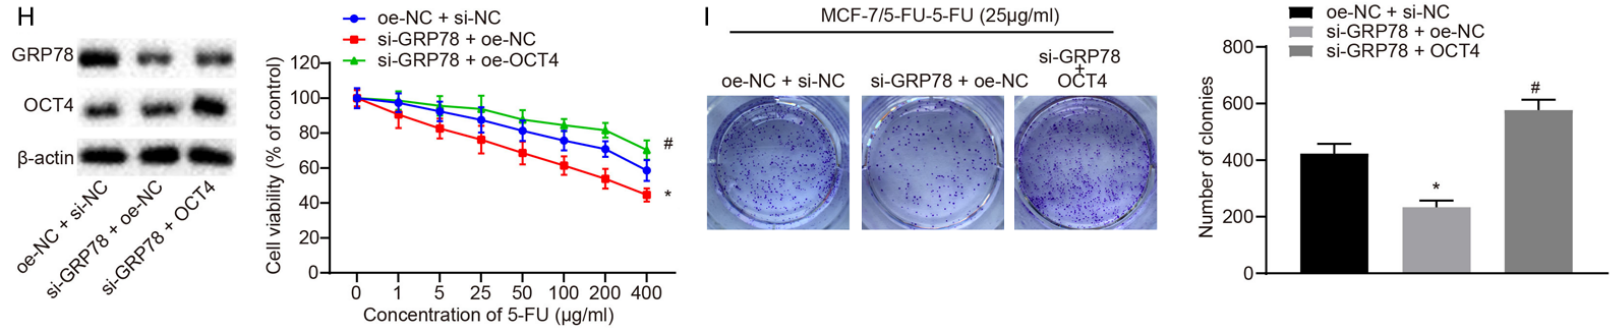 H
GRP78
OCT4
β-actin
oe-NC + si-NC
si-GRP78 + oe-NC
si-GRP78 + OCT4
oe-NC + si-NC
si-GRP78 + oe-NC
si-GRP78 + oe-OCT4
Cell viability (% of control)
120
100
80
60
40
20
0
#
*
0 1 5 25 50 100 200 400
Concentration of 5-FU (μg/ml)
I
MCF-7/5-FU-5-FU (25μg/ml)
oe-NC + si-NC
si-GRP78 + oe-NC
si-GRP78
+
OCT4
oe-NC + si-NC
si-GRP78 + oe-NC
si-GRP78 + OCT4
Number of clonnies
800
600
400
200
0
*
#